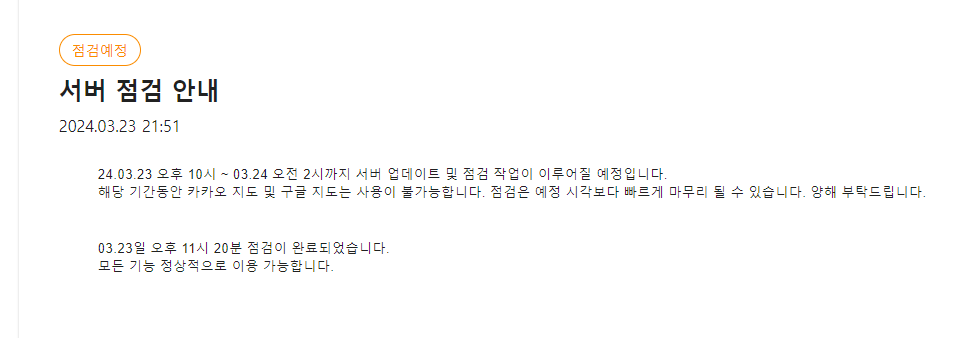 점검예정
서버 점검 안내
2024.03.23 21:51
24.03.23 오후 10시 ~ 03.24 오전 2시까지 서버 업데이트 및 점검 작업이 이루어질 예정입니다.
해당 기간동안 카카오 지도 및 구글 지도는 사용이 불가능합니다. 점검은 예정 시각보다 빠르게 마무리 될 수 있습니다. 양해 부탁드립니다.
03.23일 오후 11시 20분 점검이 완료되었습니다.
모든 기능 정상적으로 이용 가능합니다.